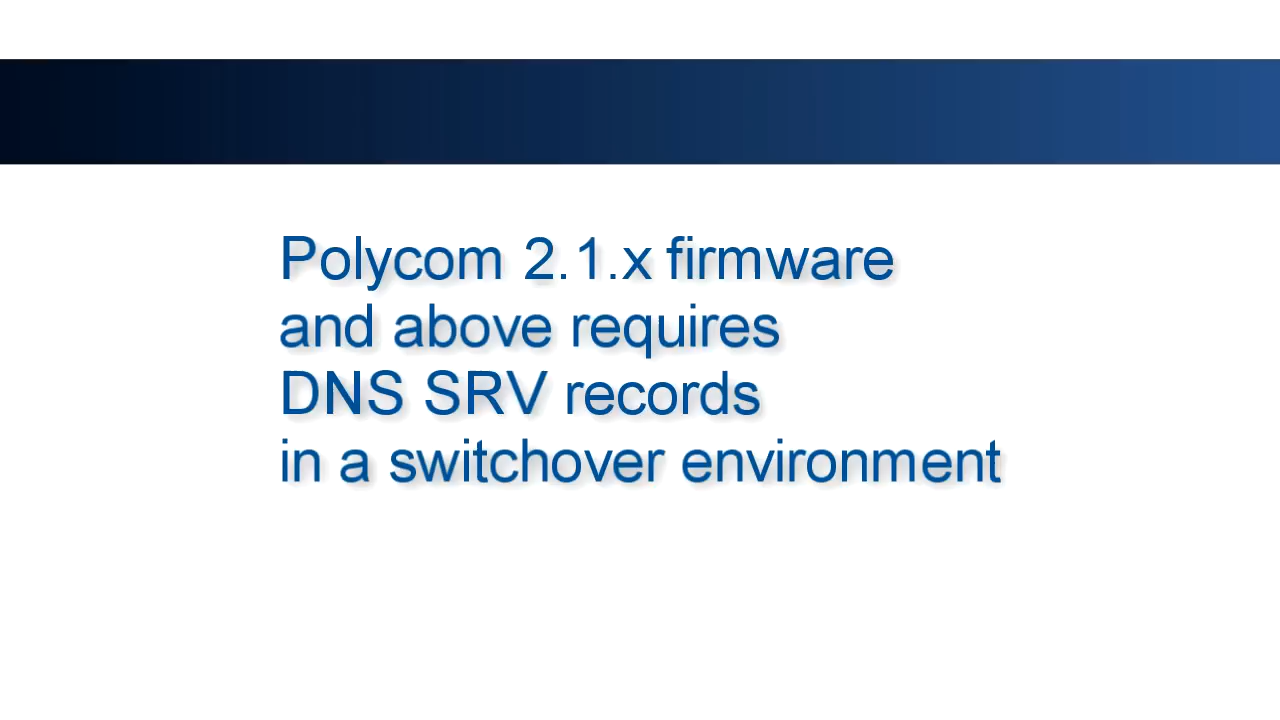 Polycom 2.1.x firmware
and above requires
DNS SRV records
in a switchover environment